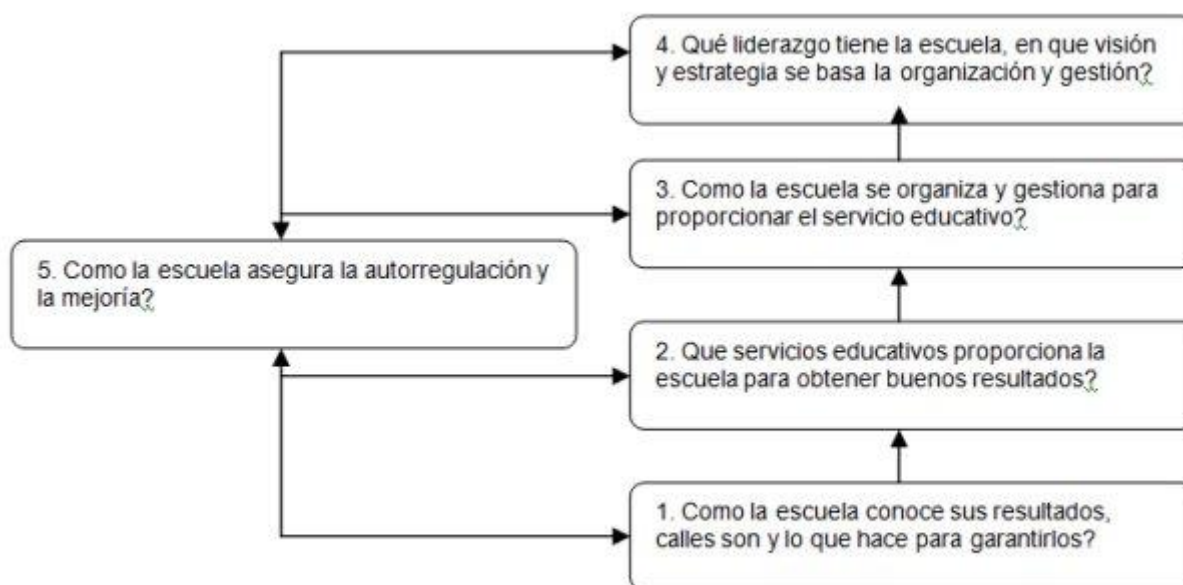 4. Qué liderazgo tiene la escuela, en que visión
y estrategia se basa la organización y gestión?
3. Como la escuela se organiza y gestiona para
proporcionar el servicio educativo?
5. Como la escuela asegura la autorregulación y
la mejoría?
2. Que servicios educativos proporciona la
escuela para obtener buenos resultados?
1. Como la escuela conoce sus resultados,
calles son y lo que hace para garantirlos?